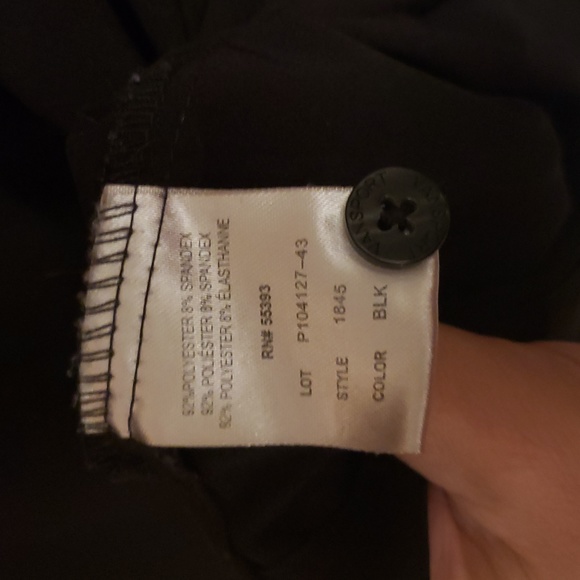 92%POLYESTER 8% SPANDEX
92% POLIÉSTER 8% SPANDEX
92% POLYESTER 8% ÉLASTHANNE
RN# 55393
LOT P104127-43
STYLE 1845
COLOR BLK